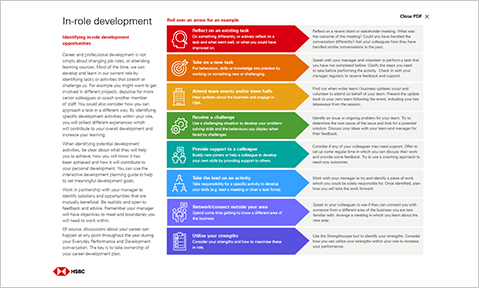 In-role development
Identifying in-role development
opportunities
Career and professional development is not
simply about changing job roles, or attending
learning courses. Most of the time, we can
develop and learn in our current role by
identifying tasks or activities that stretch or
challenge us. For example you might want to get
involved in different projects, deputise for more
senior colleagues or coach another member
of staff. You could also consider how you can
approach a task in a different way. By identifying
specific development activities within your role,
you will collect different experiences which
will contribute to your overall development and
increase your learning.
When identifying potential development
activities, be clear about what they will help
you to achieve, how you will know it has
been achieved and how it will contribute to
your personal development. You can use the
interactive development planning guide to help
to set meaningful development goals.
Work in partnership with your manager to
identify solutions and opportunities that are
mutually beneficial. Be realistic and open to
feedback and advice. Remember your manager
will have objectives to meet and boundaries you
will need to work within.
Of course, discussions about your career can
happen at any point throughout the year during
your Everyday Performance and Development
conversation. The key is to take ownership of
your career development plan.
HSBC
Close PDF ×
Roll over an arrow for an example.
Reflect on an existing task
Do something differently, or actively reflect on a
task and what went well, or what you could have
improved on.
Reflect on a recent client or stakeholder meeting. What was
the outcome of the meeting? Could you have handled the
conversation differently? Ask your colleagues how they have
handled similar conversations in the past.
Take on a new task
Put behaviours, skills or knowledge into practice by
working on something new or challenging.
Speak with your manager and volunteer to perform a task that
you have not completed before. Clarify the steps you need
to take before performing the activity. Check in with your
manager regularly to receive feedback and support.
Attend team events and/or town halls
Hear updates about the business and engage in
Q&A.
Find out when order team / business updates occur and
volunteer to attend on behalf of your team. Present the update
back to your own team following the event, including your key
takeaways from the session.
Resolve a challenge
Use a challenging situation to develop your problem-
solving skills and the behaviours you display when
faced by challenges.
Identify an issue or ongoing problem for your team. Try to
determine the root cause of the issue and look for a potential
solution. Discuss your ideas with your team and manager for
their feedback.
Provide support to a colleague
Build new joiners or help a colleague to develop
your own skills by providing support to others.
Consider if any of your colleagues may need support. Offer to
set up some regular time in which you can discuss their work
and provide some feedback. Try to use a coaching approach to
reach any outcomes.
Take the lead on an activity
Take responsibility for a specific activity to develop
your skills (e.g. lead a meeting or chair a task force).
Work with your manager to try and identify a piece of work
which you could be solely responsible for. Once identified, plan
how you will take the work forward.
Network/connect outside your area
Spend some time getting to know a different area of
the business
Speak to your colleagues to see if they can connect you with
someone from a different area of the business you are less
familiar with. Arrange a meeting in which you learn about the
new area.
Utilise your strengths
Consider your strengths and how to maximise these
in role.
Use the Strengthscope tool to identify your strengths. Consider
how you can utilise your strengths within your role to increase
your performance.